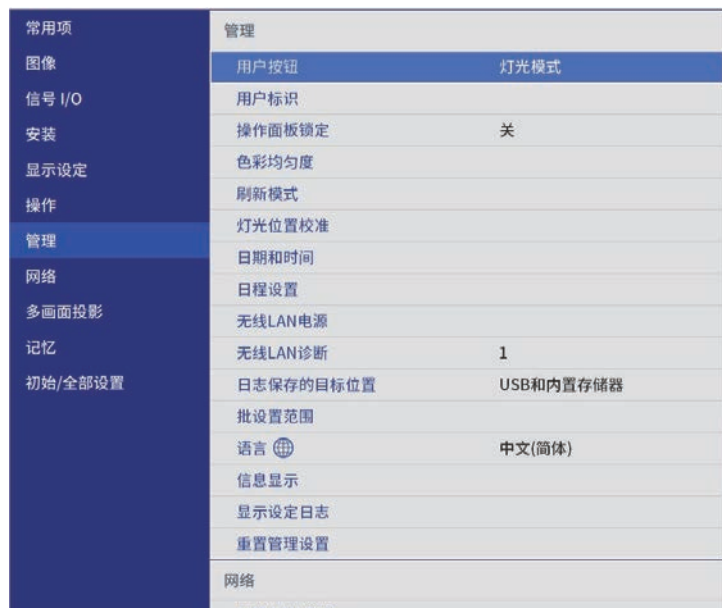 常用项
图像
信号 I/O
安装
显示设定
操作
管理
网络
多画面投影
记忆
初始/全部设置
管理
用户按钮 灯光模式
用户标识
操作面板锁定 关
色彩均匀度
刷新模式
灯光位置校准
日期和时间
日程设置
无线LAN电源
无线LAN诊断 1
日志保存的目标位置 USB和内置存储器
批设置范围
语言 中文(简体)
信息显示
显示设定日志
重置管理设置
网络